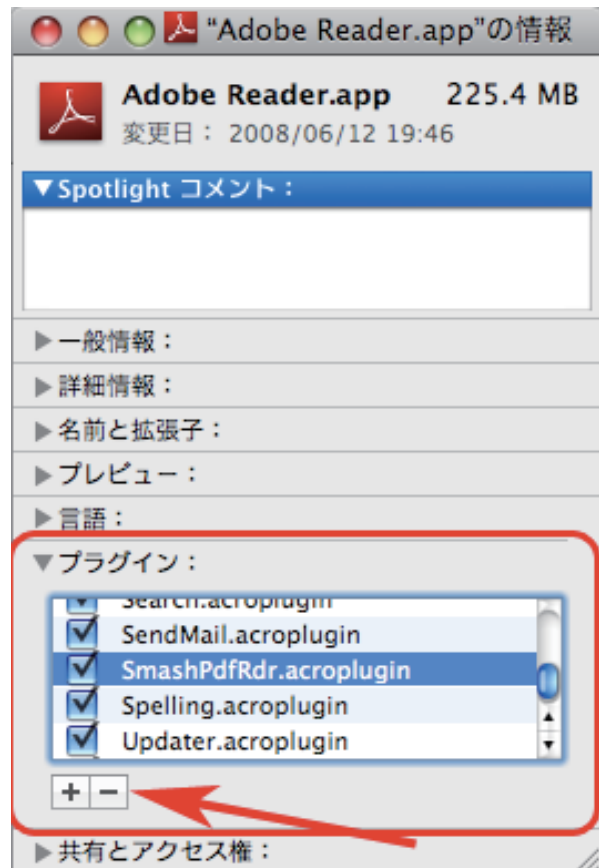 “Adobe Reader.app”の情報
Adobe Reader.app 225.4 MB
変更日： 2008/06/12 19:46
▼Spotlight コメント：
▶一般情報：
▶詳細情報：
▶名前と拡張子：
▶プレビュー：
▶言語：
▼プラグイン：
Search.acroplugin
SendMail.acroplugin
SmashPdfRdr.acroplugin
Spelling.acroplugin
Updater.acroplugin
+ −
▶共有とアクセス権：